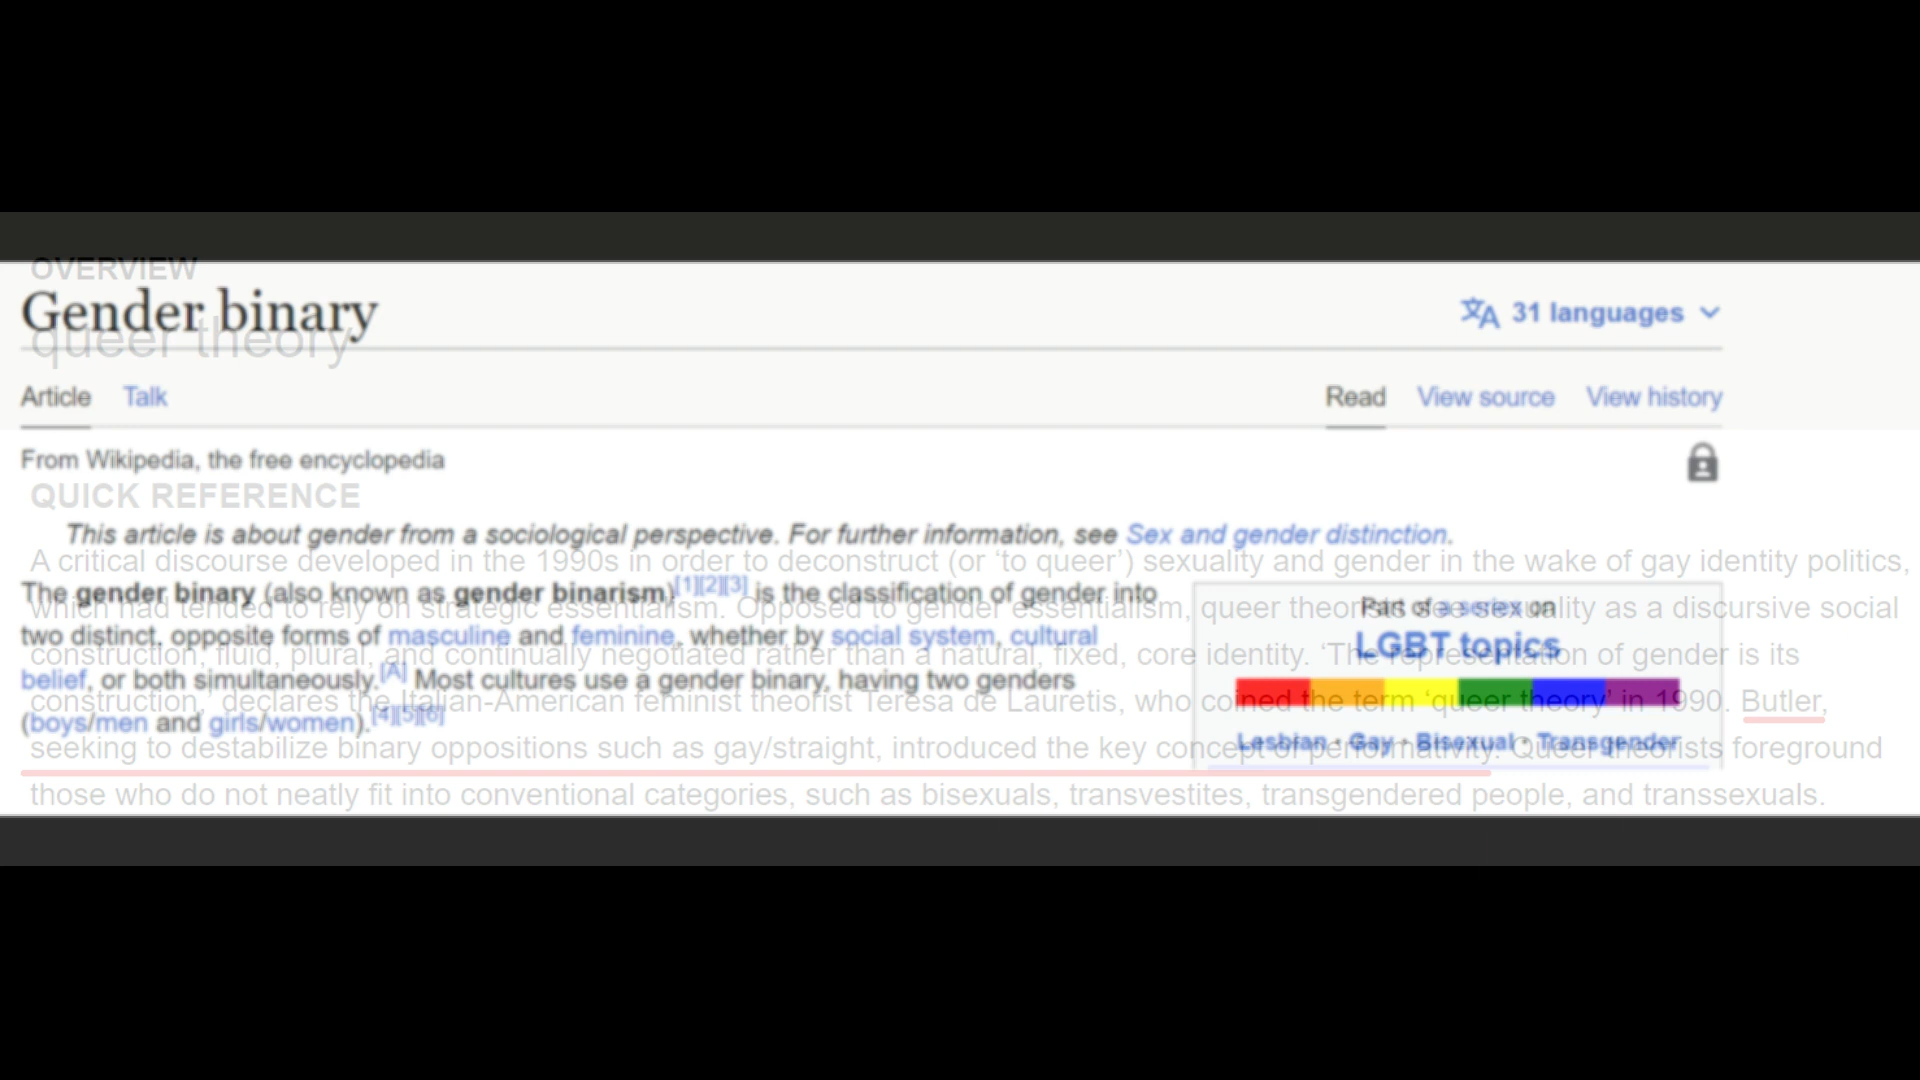 OVERVIEW
queer theory
QUICK REFERENCE
A critical discourse developed in the 1990s in order to deconstruct (or ‘to queer’) sexuality and gender in the wake of gay identity politics,
which had tended to rely on strategic essentialism. Opposed to gender essentialism, queer theorists see sexuality as a discursive social
construction, fluid, plural, and continually negotiated rather than a natural, fixed, core identity. ‘The representation of gender is its
construction,’ declares the Italian-American feminist theorist Teresa de Lauretis, who coined the term ‘queer theory’ in 1990. Butler,
seeking to destabilize binary oppositions such as gay/straight, introduced the key concept of performativity. Queer theorists foreground
those who do not neatly fit into conventional categories, such as bisexuals, transvestites, transgendered people, and transsexuals.
Gender binary
31 languages
Article Talk
Read View source View history
From Wikipedia, the free encyclopedia
This article is about gender from a sociological perspective. For further information, see Sex and gender distinction.
The gender binary (also known as gender binarism)[1][2][3] is the classification of gender into
two distinct, opposite forms of masculine and feminine, whether by social system, cultural
belief, or both simultaneously.[A] Most cultures use a gender binary, having two genders
(boys/men and girls/women).[4][5][6]
Part of a series on
LGBT topics
Lesbian · Gay · Bisexual · Transgender